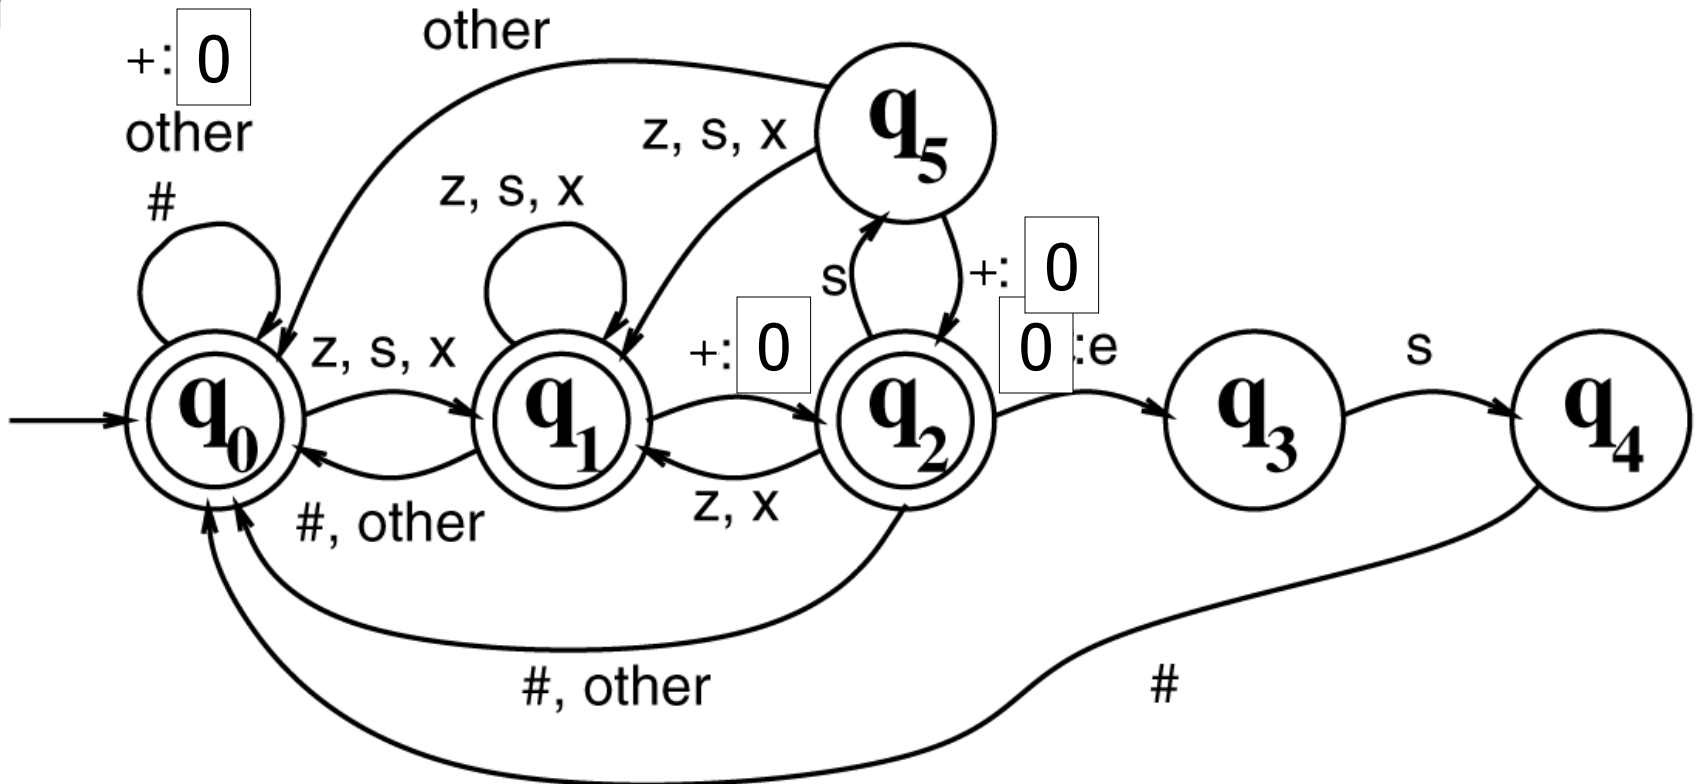 other
+: 0
other
#
z, s, x
z, s, x
q5
s
+: 0
z, s, x
+: 0
0 :e
s
q0
q1
q2
q3
q4
#, other
z, x
#, other
#